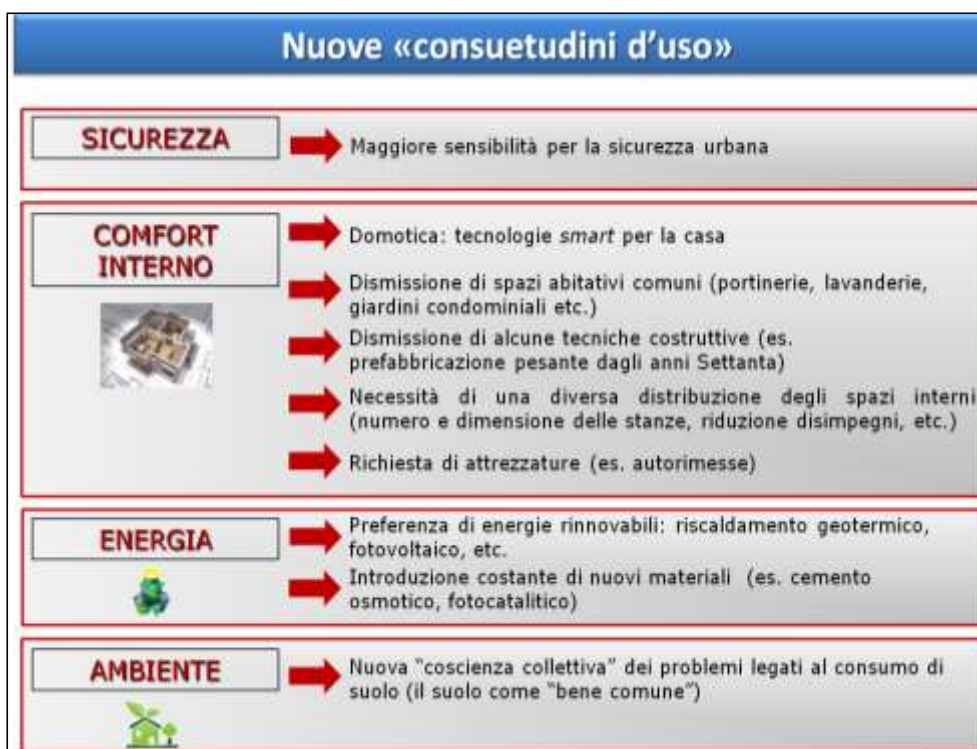 Nuove «consuetudini d'uso»
SICUREZZA
Maggiore sensibilità per la sicurezza urbana
COMFORT
INTERNO
Domotica: tecnologie smart per la casa
Dismissione di spazi abitativi comuni (portinerie, lavanderie,
giardini condominiali etc.)
Dismissione di alcune tecniche costruttive (es.
prefabbricazione pesante dagli anni Settanta)
Necessità di una diversa distribuzione degli spazi interni
(numero e dimensione delle stanze, riduzione disimpegni, etc.)
Richiesta di attrezzature (es. autorimesse)
ENERGIA
Preferenza di energie rinnovabili: riscaldamento geotermico,
fotovoltaico, etc.
Introduzione costante di nuovi materiali (es. cemento
osmotico, fotocatalitico)
AMBIENTE
Nuova "coscienza collettiva" dei problemi legati al consumo di
suolo (il suolo come "bene comune")